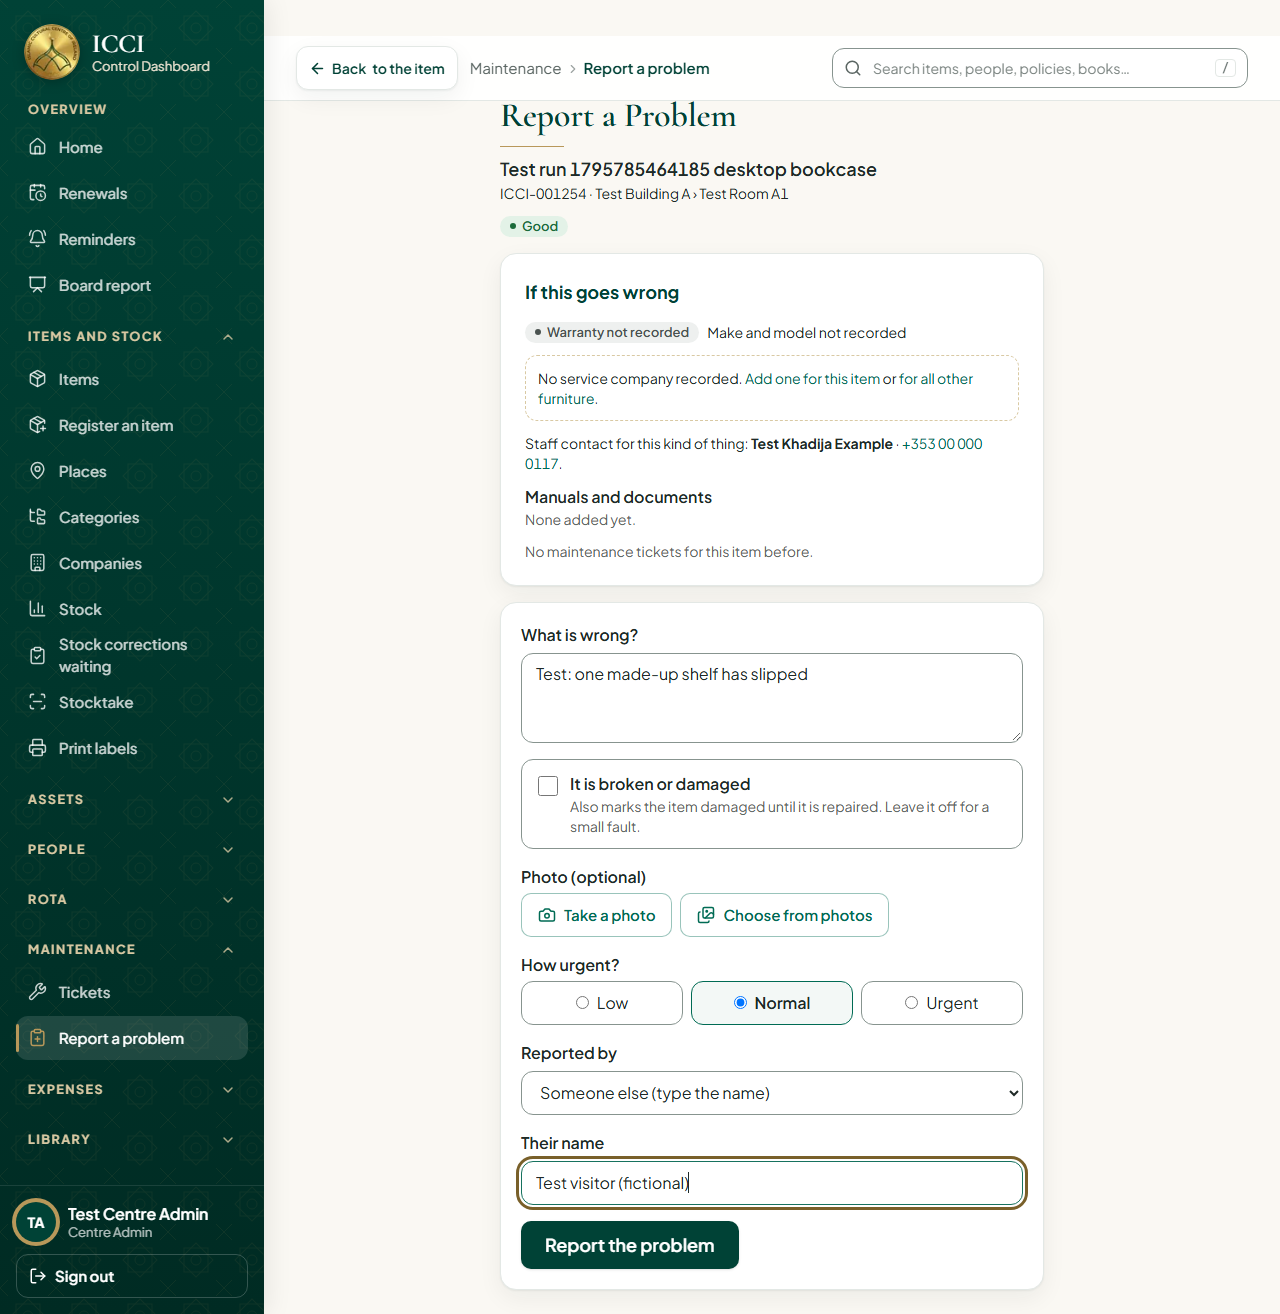 ICCI
Control Dashboard
OVERVIEW
Home
Renewals
Reminders
Board report
ITEMS AND STOCK
Items
Register an item
Places
Categories
Companies
Stock
Stock corrections
waiting
Stocktake
Print labels
ASSETS
PEOPLE
ROTA
MAINTENANCE
Tickets
Report a problem
EXPENSES
LIBRARY
TA
Test Centre Admin
Centre Admin
Sign out
Back to the item
Maintenance › Report a problem
Search items, people, policies, books...
/
Report a Problem
Test run 1795785464185 desktop bookcase
ICCI-001254 · Test Building A › Test Room A1
Good
If this goes wrong
Warranty not recorded
Make and model not recorded
No service company recorded. Add one for this item or for all other
furniture.
Staff contact for this kind of thing: Test Khadija Example · +353 00 000
0117.
Manuals and documents
None added yet.
No maintenance tickets for this item before.
What is wrong?
Test: one made-up shelf has slipped
It is broken or damaged
Also marks the item damaged until it is repaired. Leave it off for a
small fault.
Photo (optional)
Take a photo
Choose from photos
How urgent?
Low
Normal
Urgent
Reported by
Someone else (type the name)
Their name
Test visitor (fictional)
Report the problem